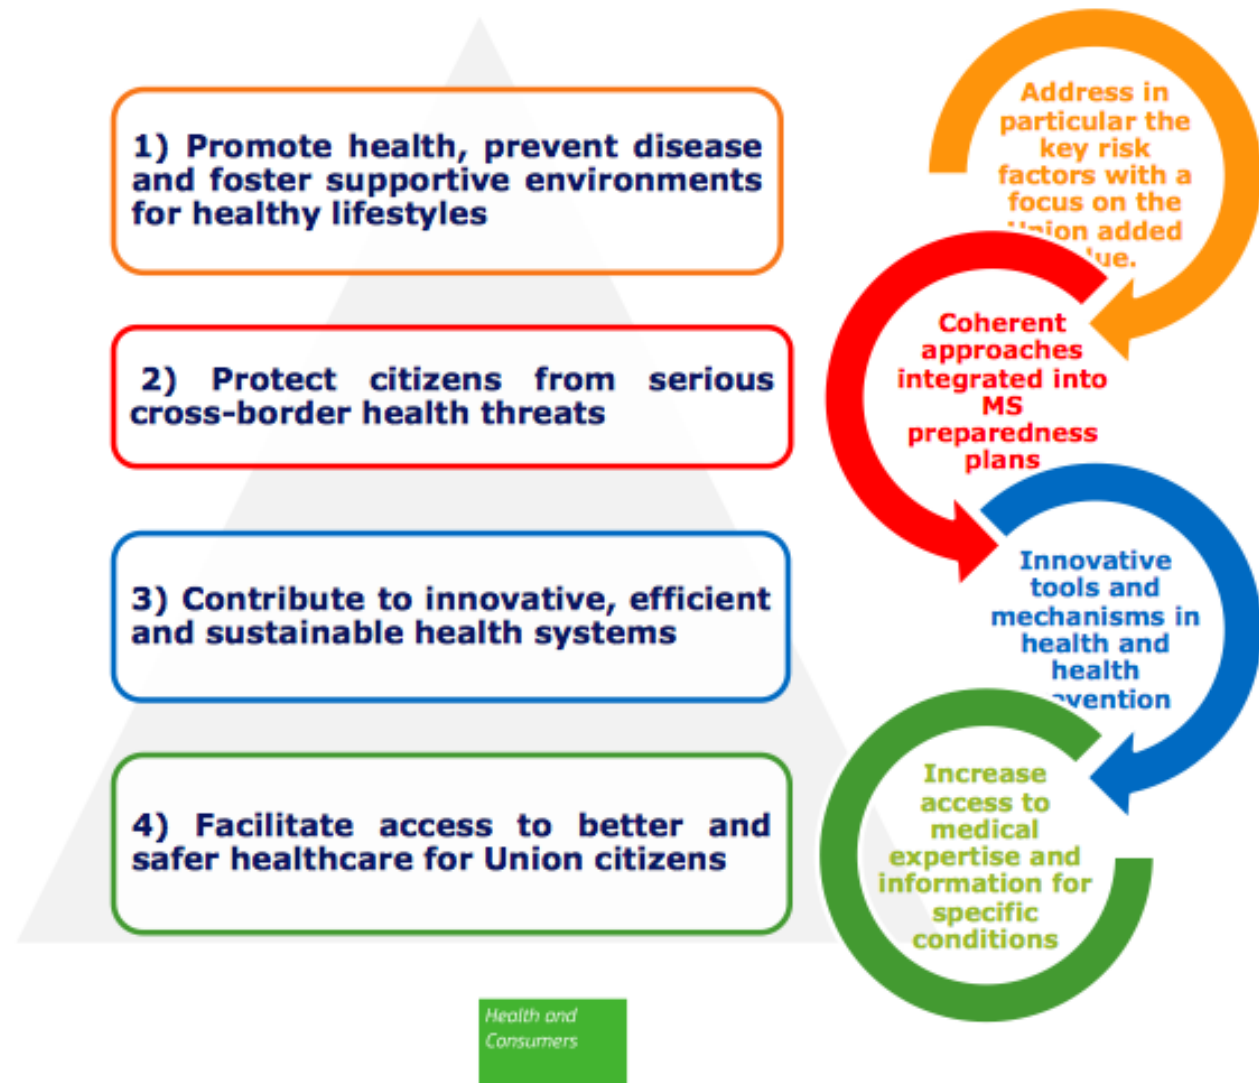 1) Promote health, prevent disease
and foster supportive environments
for healthy lifestyles
Address in
particular the
key risk
factors with a
focus on the
added
2) Protect citizens from serious
cross-border health threats
Coherent
approaches
integrated into
MS
preparedness
plans
3) Contribute to innovative, efficient
and sustainable health systems
Innovative
tools and
mechanisms in
health and
health
4) Facilitate access to better and
safer healthcare for Union citizens
Increase
access to
medical
expertise and
information for
specific
conditions
Health and
Consumers